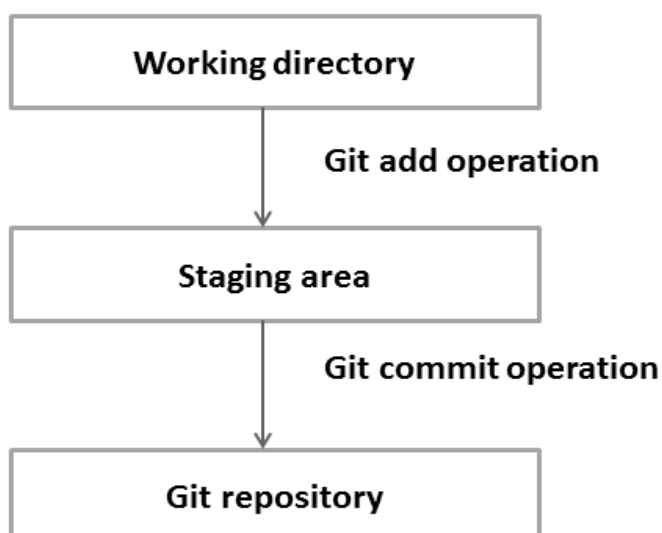 Working directory
Git add operation
Staging area
Git commit operation
Git repository